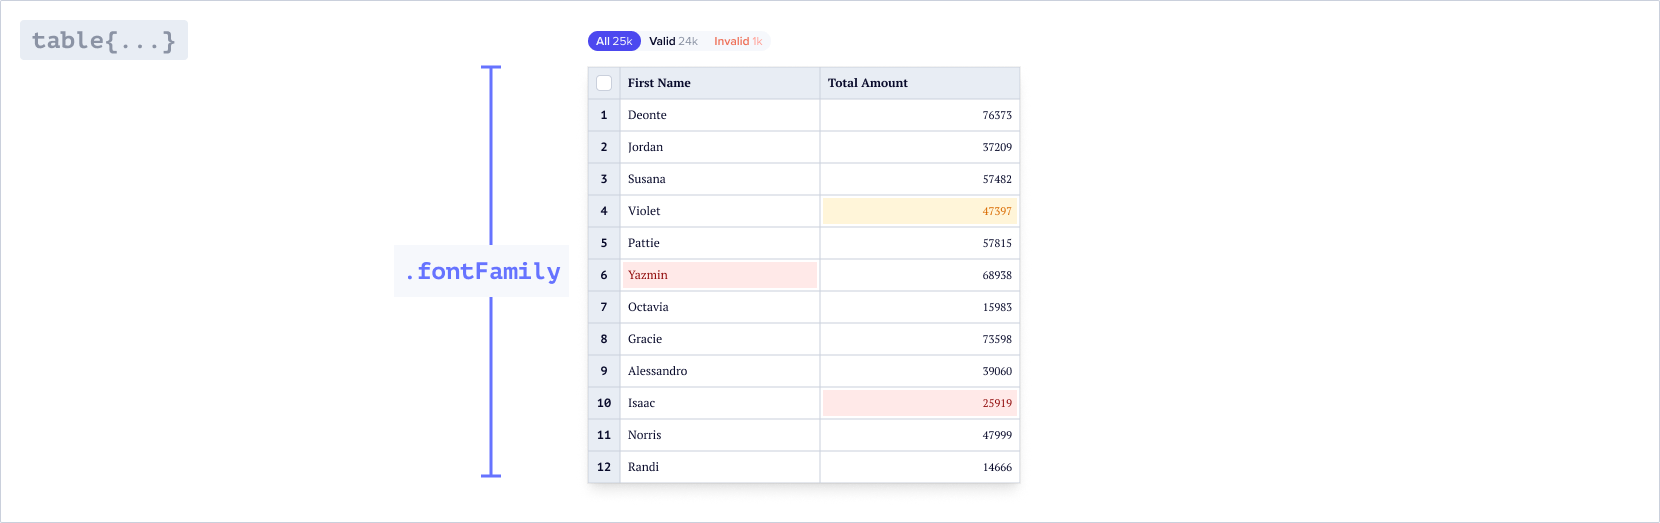 table{...}
All 25k Valid 24k Invalid 1k
First Name Total Amount
1 Deonte 76373
2 Jordan 37209
3 Susana 57482
4 Violet 47397
5 Pattie 57815
.fontFamily
6 Yazmin 68938
7 Octavia 15983
8 Gracie 73598
9 Alessandro 39060
10 Isaac 25919
11 Norris 47999
12 Randi 14666